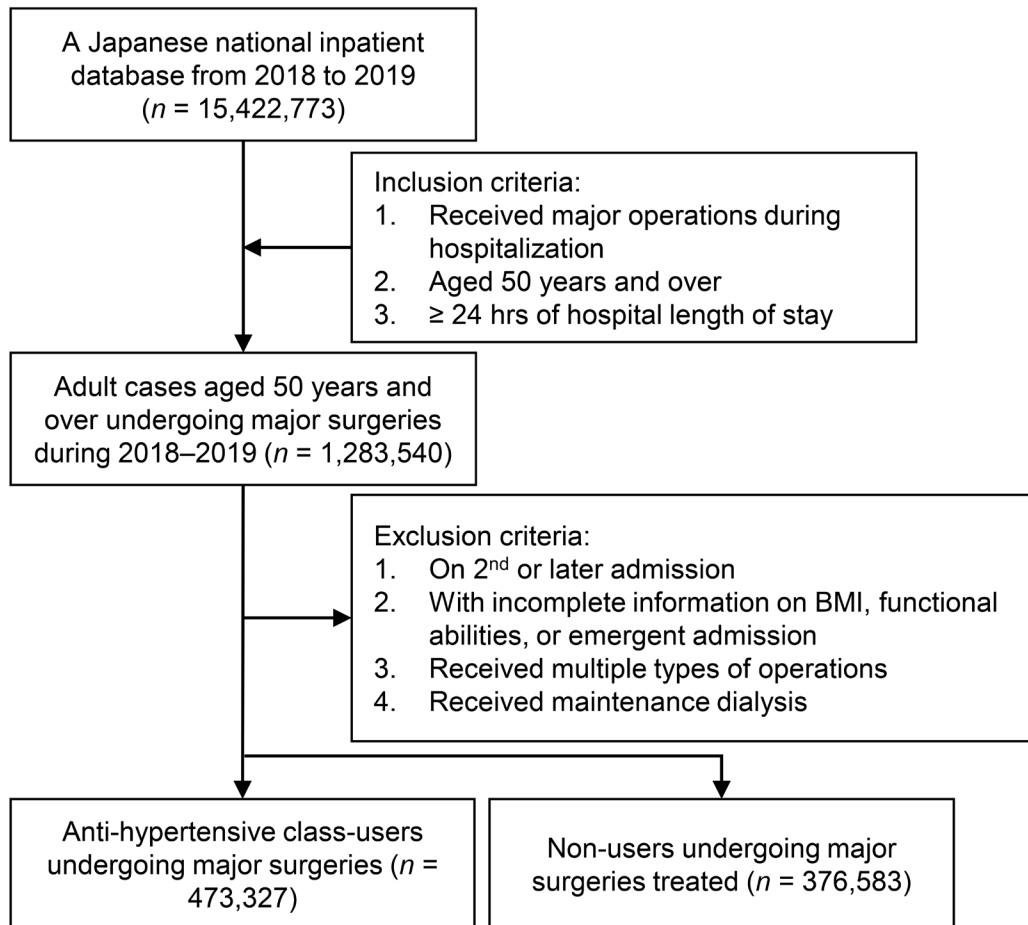 A Japanese national inpatient
database from 2018 to 2019
(n = 15,422,773)
Inclusion criteria:
1. Received major operations during
hospitalization
2. Aged 50 years and over
3. ≥ 24 hrs of hospital length of stay
Adult cases aged 50 years and
over undergoing major surgeries
during 2018–2019 (n = 1,283,540)
Exclusion criteria:
1. On 2nd or later admission
2. With incomplete information on BMI, functional
abilities, or emergent admission
3. Received multiple types of operations
4. Received maintenance dialysis
Anti-hypertensive class-users
undergoing major surgeries (n =
473,327)
Non-users undergoing major
surgeries treated (n = 376,583)